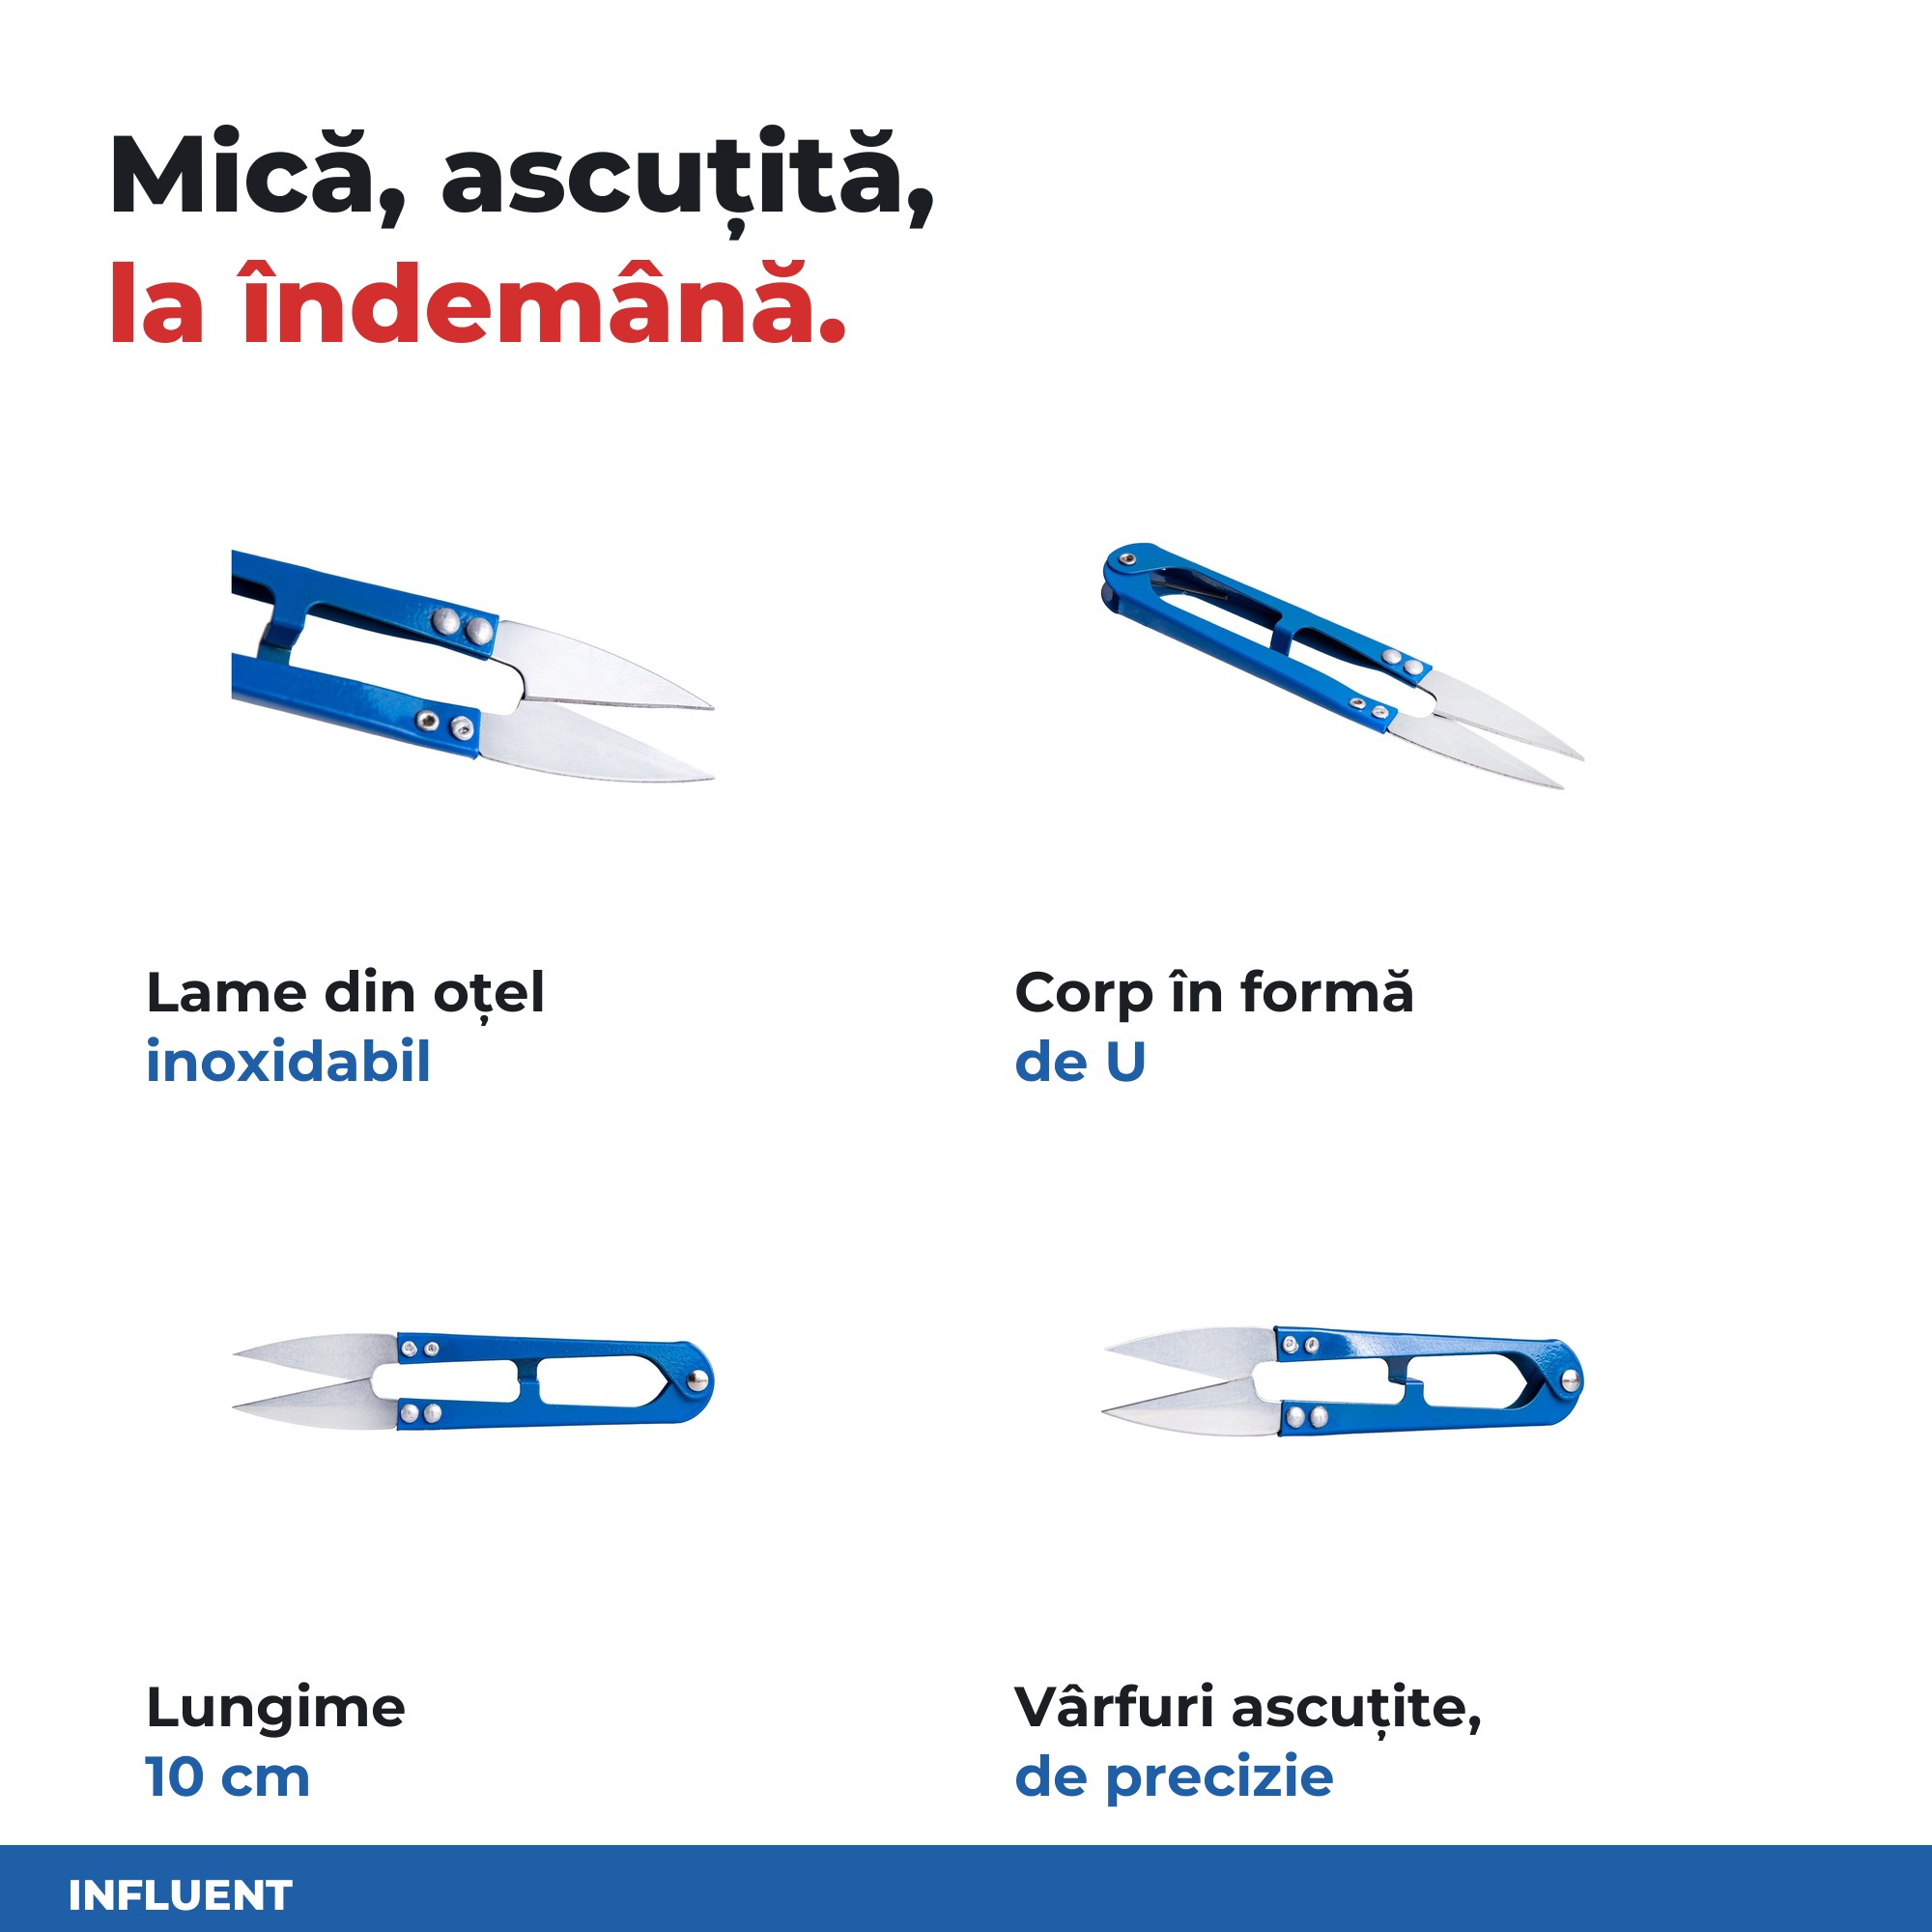 Mică, ascuțită,
la îndemână.
Lame din oțel
inoxidabil
Corp în formă
de U
Lungime
10 cm
Vârfuri ascuțite,
de precizie
INFLUENT